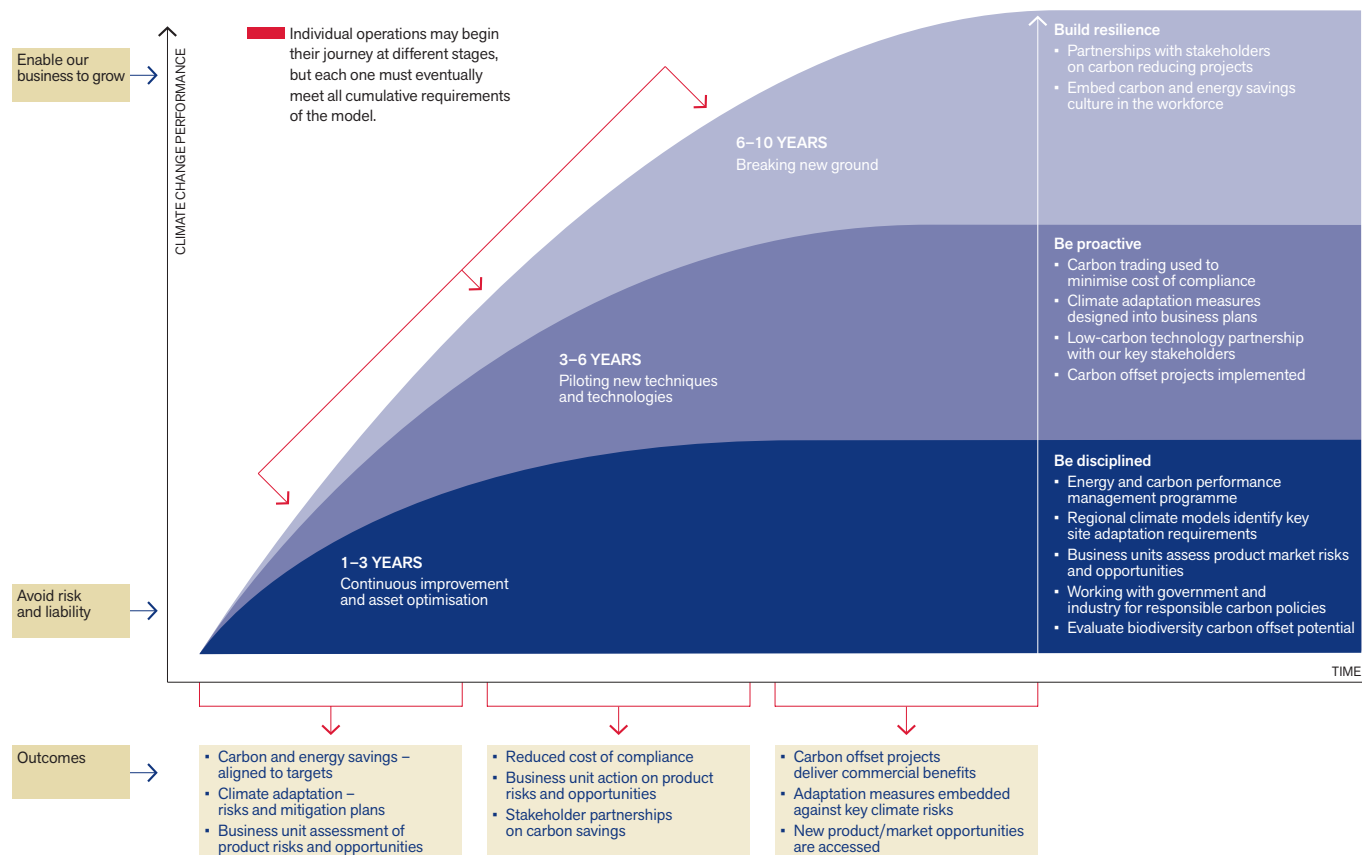 Enable our
business to grow
CLIMATE CHANGE PERFORMANCE
Individual operations may begin
their journey at different stages,
but each one must eventually
meet all cumulative requirements
of the model.
6–10 YEARS
Breaking new ground
Build resilience
▪ Partnerships with stakeholders
on carbon reducing projects
▪ Embed carbon and energy savings
culture in the workforce
3–6 YEARS
Piloting new techniques
and technologies
Be proactive
▪ Carbon trading used to
minimise cost of compliance
▪ Climate adaptation measures
designed into business plans
▪ Low-carbon technology partnership
with our key stakeholders
▪ Carbon offset projects implemented
Avoid risk
and liability
1–3 YEARS
Continuous improvement
and asset optimisation
Be disciplined
▪ Energy and carbon performance
management programme
▪ Regional climate models identify key
site adaptation requirements
▪ Business units assess product market risks
and opportunities
▪ Working with government and
industry for responsible carbon policies
▪ Evaluate biodiversity carbon offset potential
TIME
Outcomes
▪ Carbon and energy savings –
aligned to targets
▪ Climate adaptation –
risks and mitigation plans
▪ Business unit assessment of
product risks and opportunities
▪ Reduced cost of compliance
▪ Business unit action on product
risks and opportunities
▪ Stakeholder partnerships
on carbon savings
▪ Carbon offset projects
deliver commercial benefits
▪ Adaptation measures embedded
against key climate risks
▪ New product/market opportunities
are accessed